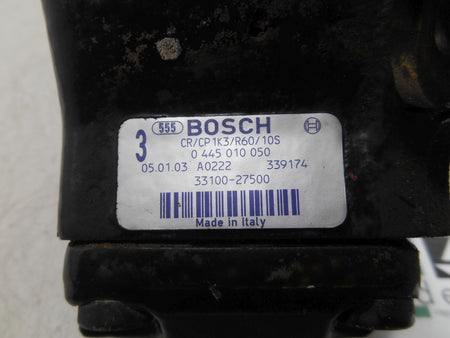 3 555 BOSCH
CR/CP1K3/R60/10S
0 445 010 050
05.01.03 A0222 339174
33100-27500
Made in Italy